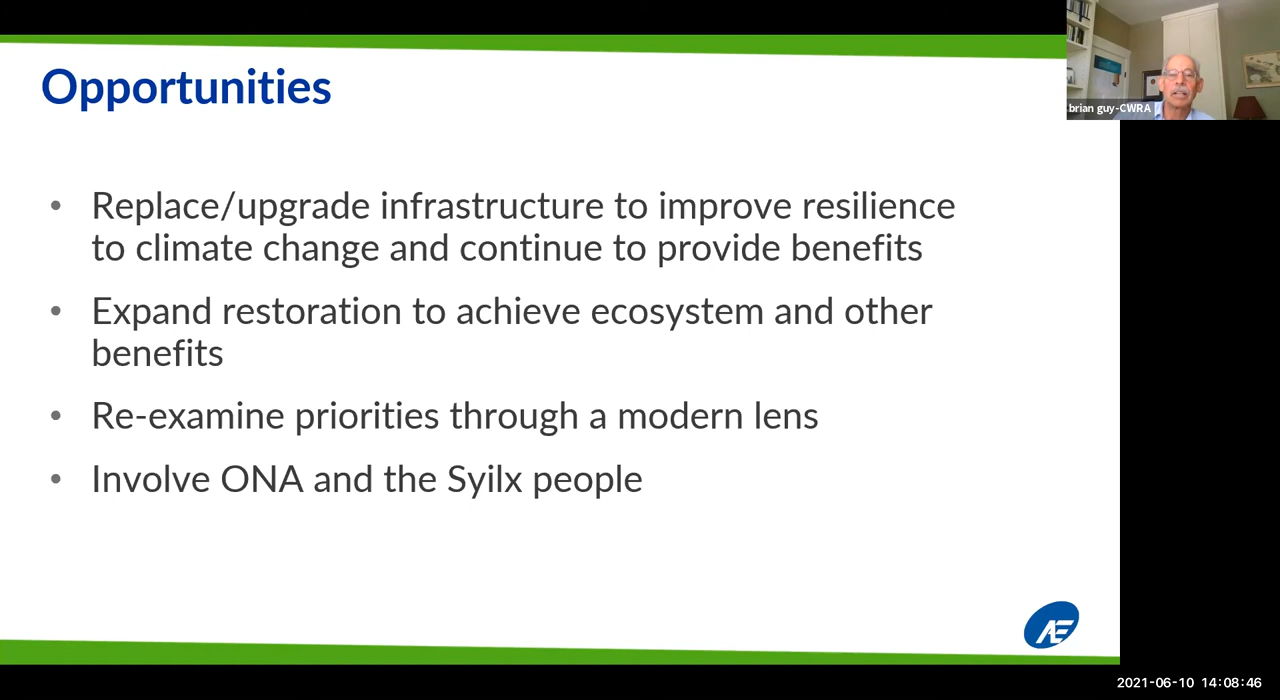 Opportunities
brian guy-CWRA
• Replace/upgrade infrastructure to improve resilience
to climate change and continue to provide benefits
• Expand restoration to achieve ecosystem and other
benefits
• Re-examine priorities through a modern lens
• Involve ONA and the Syilx people
AE
2021-06-10 14:08:46